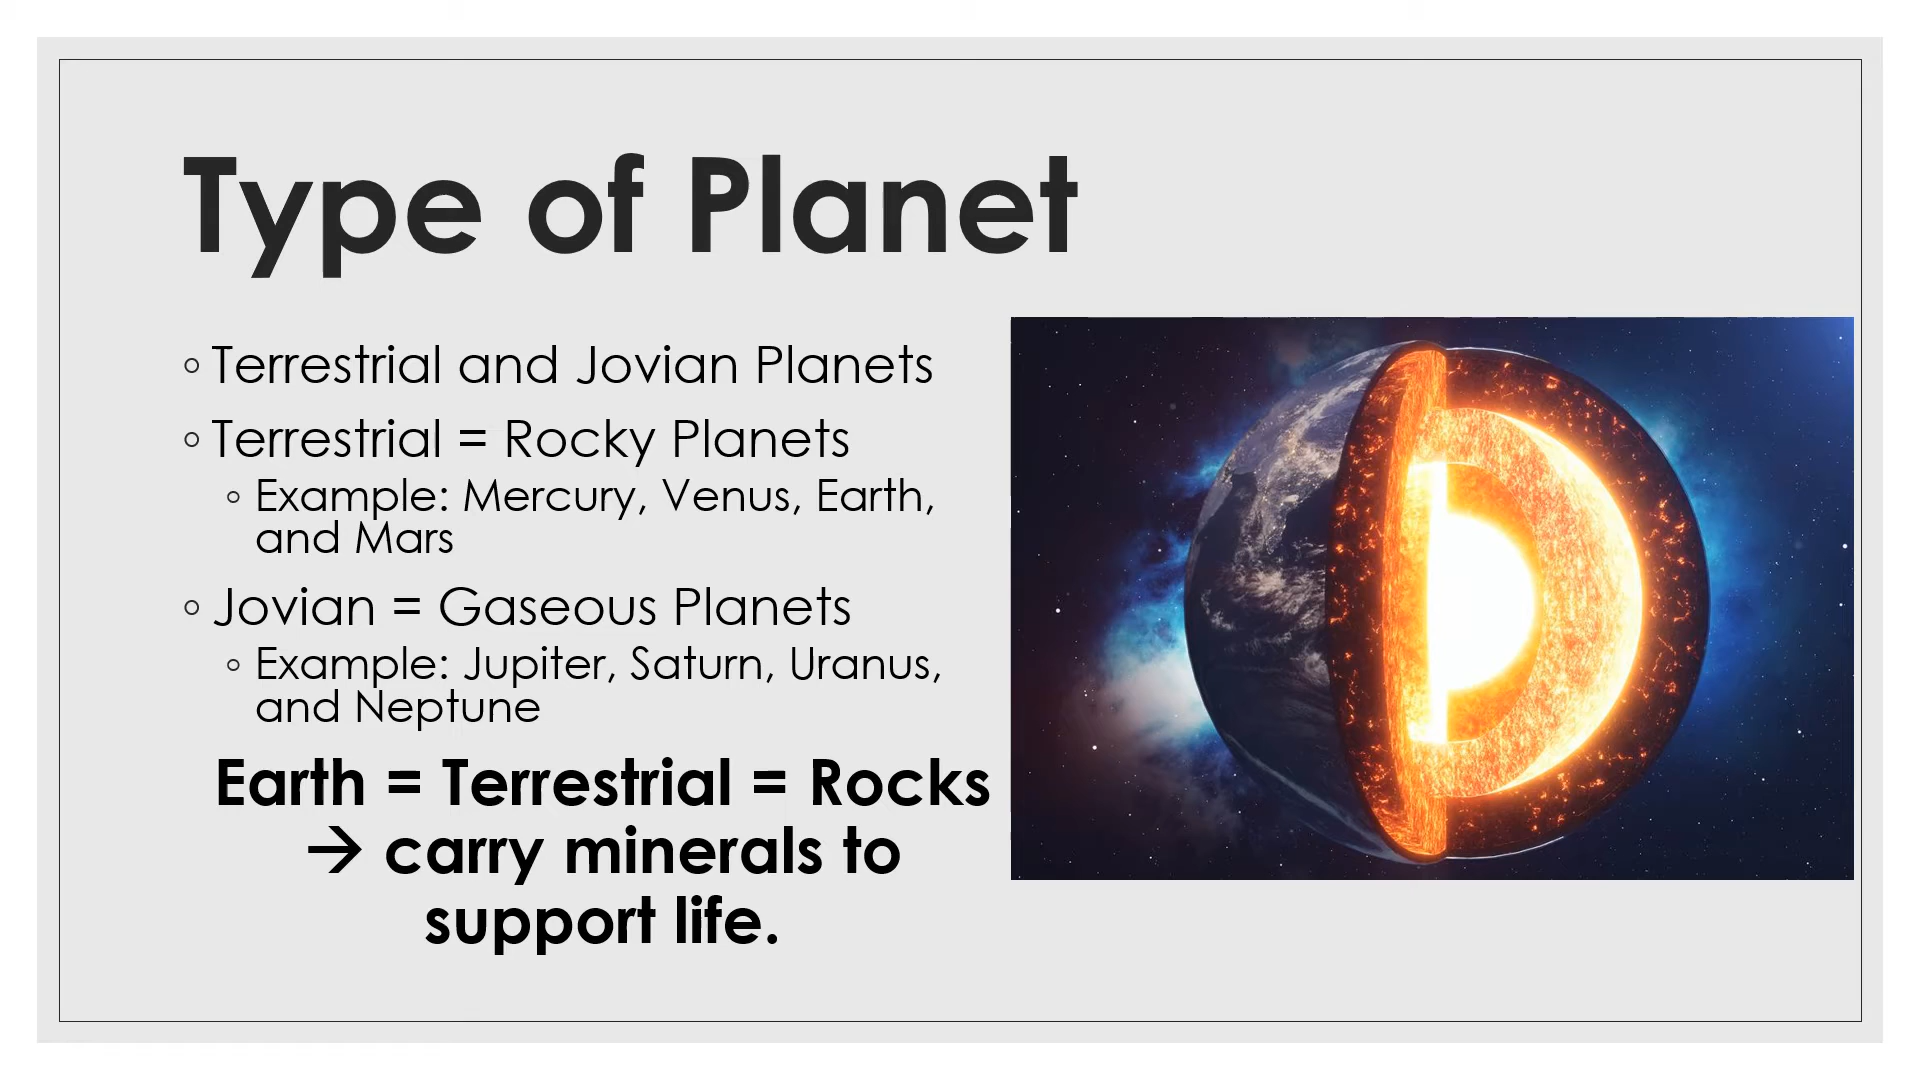 Type of Planet
◦ Terrestrial and Jovian Planets
◦ Terrestrial = Rocky Planets
◦ Example: Mercury, Venus, Earth,
and Mars
◦ Jovian = Gaseous Planets
◦ Example: Jupiter, Saturn, Uranus,
and Neptune
Earth = Terrestrial = Rocks
→ carry minerals to
support life.